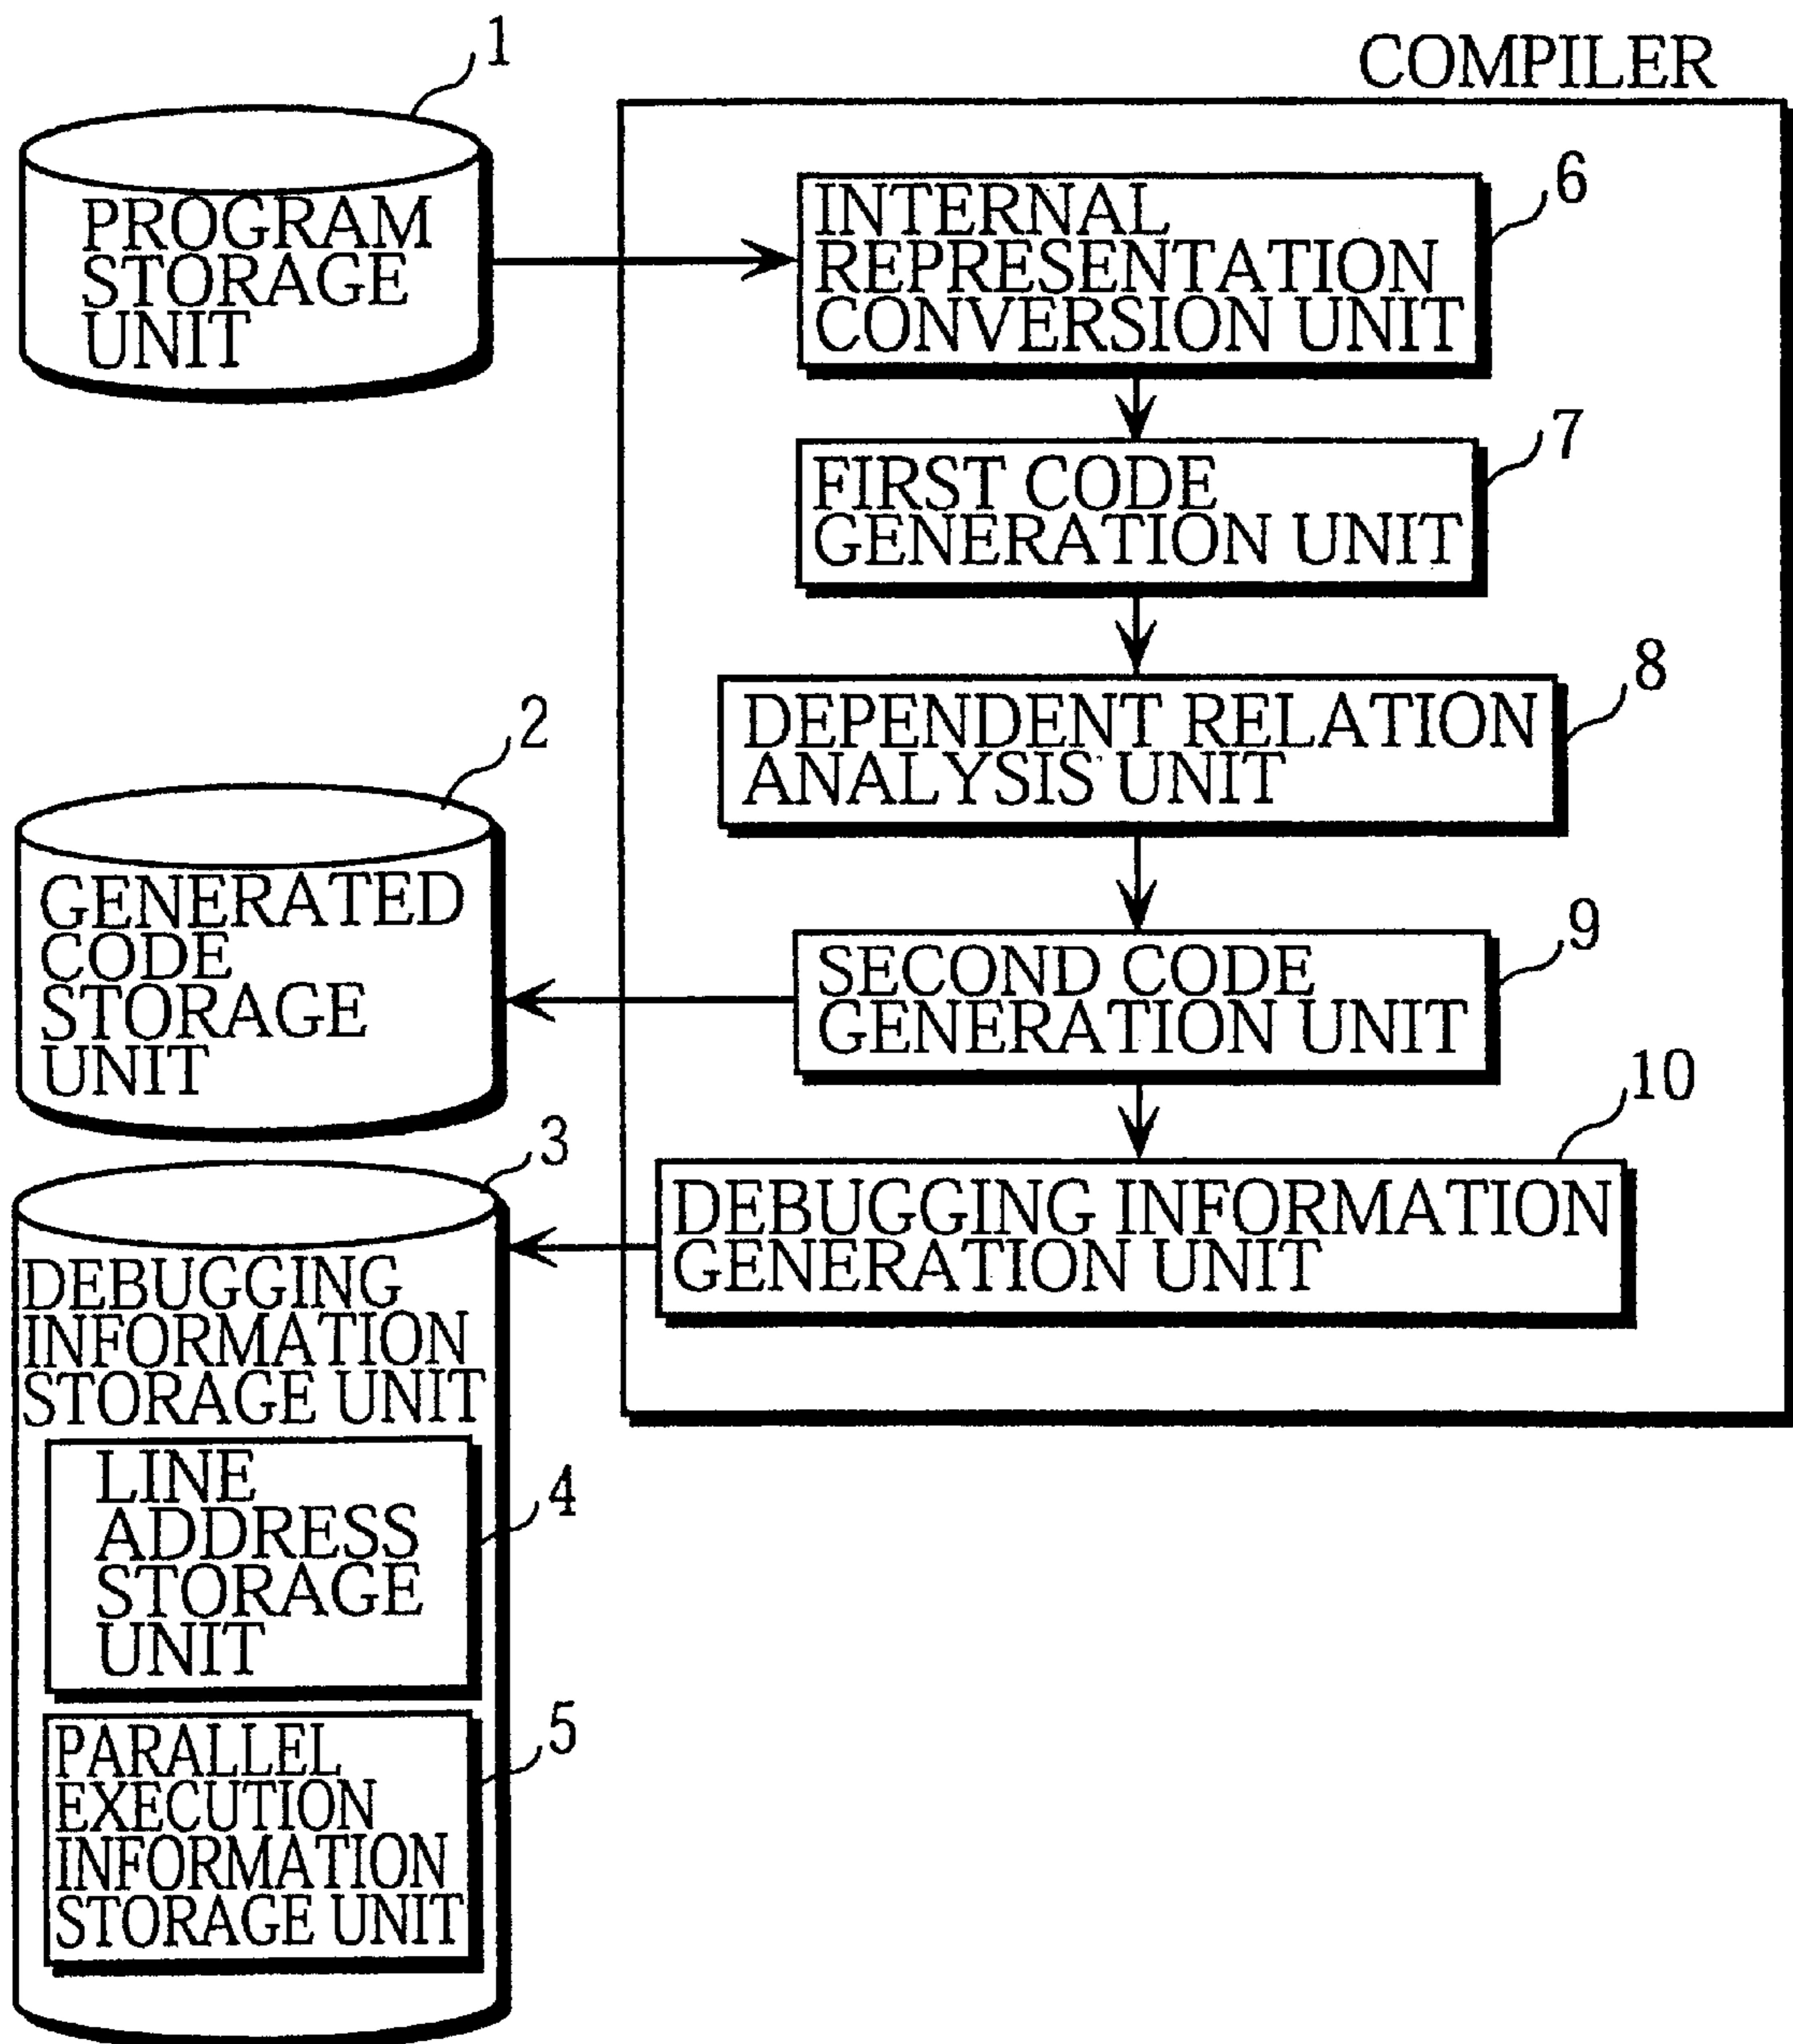 1
COMPILER
PROGRAM
STORAGE
UNIT
6
INTERNAL
REPRESENTATION
CONVERSION UNIT
7
FIRST CODE
GENERATION UNIT
8
DEPENDENT RELATION
ANALYSIS UNIT
2
GENERATED
CODE
STORAGE
UNIT
9
SECOND CODE
GENERATION UNIT
10
DEBUGGING INFORMATION
GENERATION UNIT
3
DEBUGGING
INFORMATION
STORAGE UNIT
4
LINE
ADDRESS
STORAGE
UNIT
5
PARALLEL
EXECUTION
INFORMATION
STORAGE UNIT